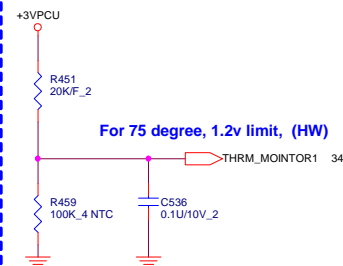 +3VPCU
R451
20K/F_2
For 75 degree, 1.2v limit, (HW)
THRM_MOINTOR1 34
R459
100K_4 NTC
C536
0.1U/10V_2